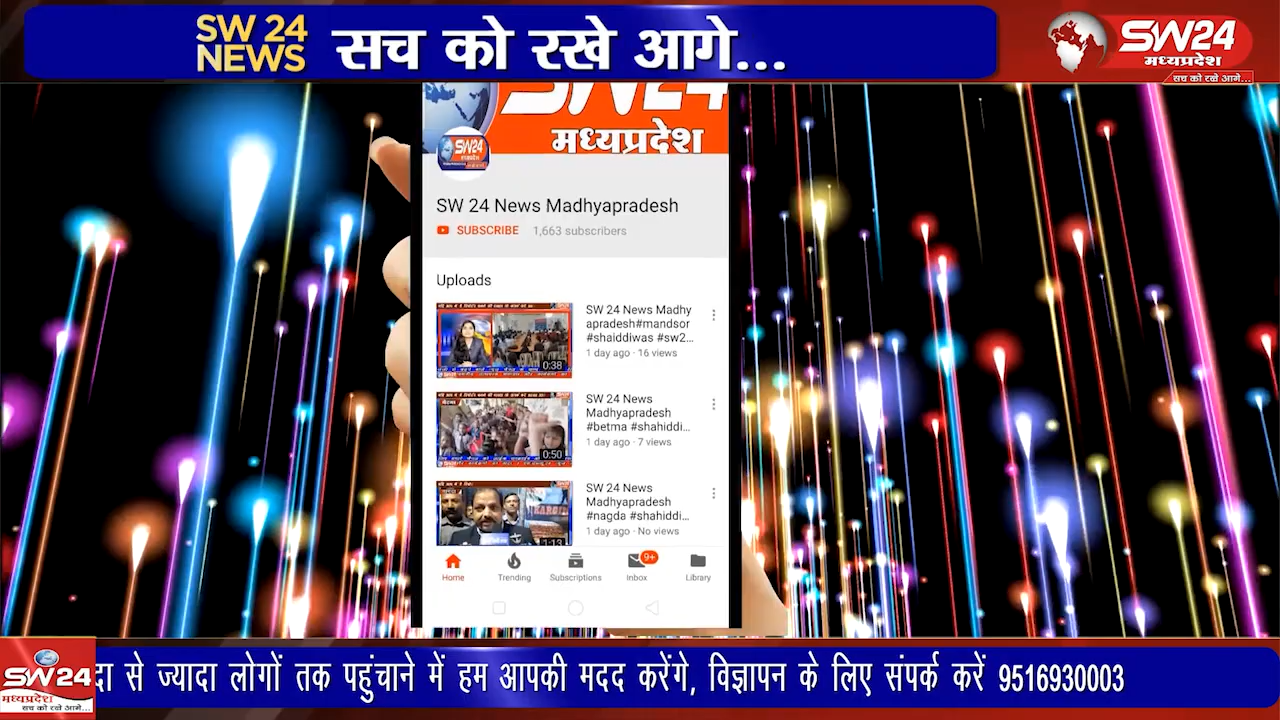 SW 24
NEWS
सच को रखे आगे...
SW24
मध्यप्रदेश
सच को रखे आगे...
SW24
मध्यप्रदेश
SW24
SW 24 News Madhyapradesh
SUBSCRIBE 1,663 subscribers
Uploads
SW 24 News Madhy
apradesh#mandsor
#shaiddiwas #sw2...
1 day ago · 16 views
0:38
SW 24 News
Madhyapradesh
#betma #shahiddi...
1 day ago · 7 views
0:50
SW 24 News
Madhyapradesh
#nagda #shahiddi...
1 day ago · No views
1:13
9+
Home Trending Subscriptions Inbox Library
SW24
मध्यप्रदेश
सच को रखे आगे...
दा से ज्यादा लोगों तक पहुंचाने में हम आपकी मदद करेंगे, विज्ञापन के लिए संपर्क करें 9516930003